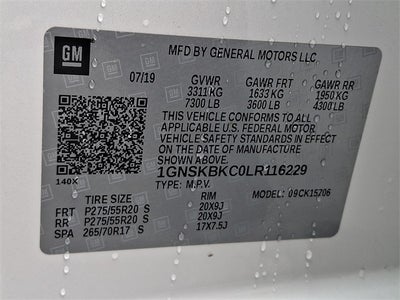 GM
MFD BY GENERAL MOTORS LLC
07/19 GVWR GAWR FRT GAWR RR
3311 KG 1633 KG 1950 KG
7300 LB 3600 LB 4300 LB
THIS VEHICLE CONFORMS TO ALL
APPLICABLE U.S. FEDERAL MOTOR
VEHICLE SAFETY STANDARDS IN EFFECT
ON THE DATE OF MANUFACTURE
SHOWN ABOVE.
1GNSKBKC0LR116229
140X TYPE: M.P.V. MODEL: 09CK15706
TIRE SIZE RIM
FRT P275/55R20 S 20X9J
RR P275/55R20 S 20X9J
SPA 265/70R17 S 17X7.5J